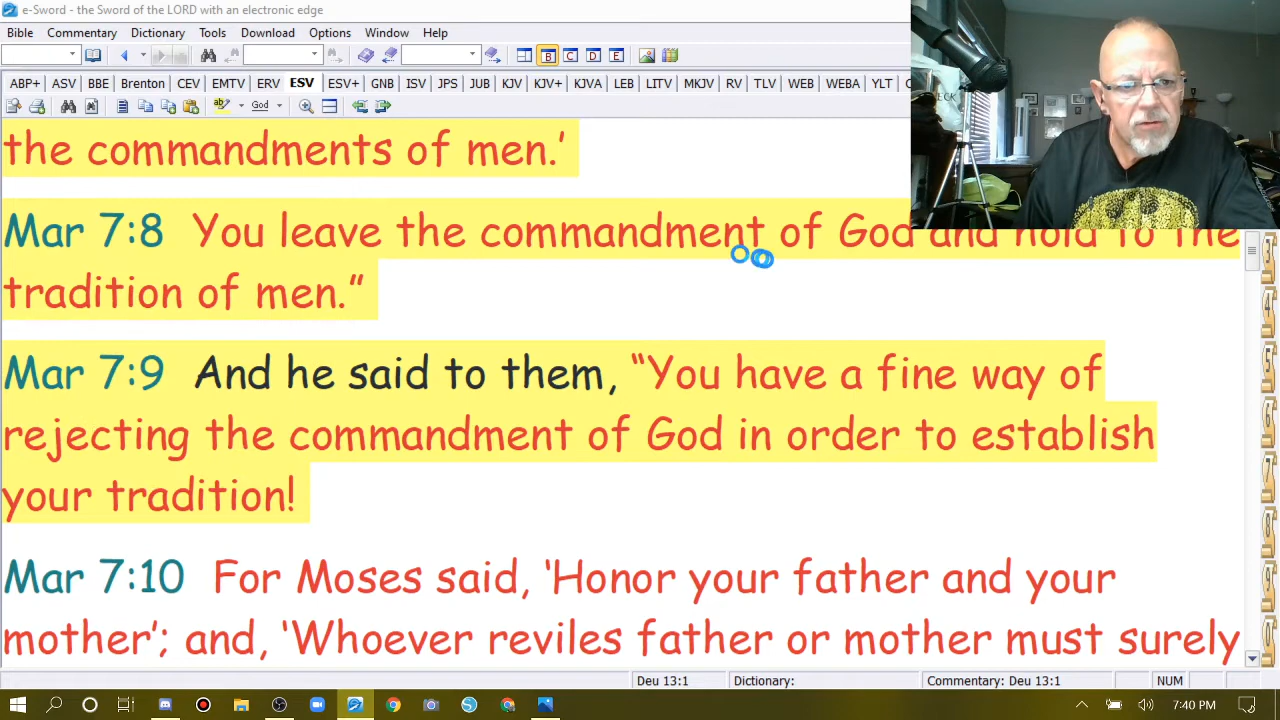 e-Sword - the Sword of the LORD with an electronic edge
Bible Commentary Dictionary Tools Download Options Window Help
ABP+ ASV BBE Brenton CEV EMTV ERV ESV ESV+ GNB ISV JPS JUB KJV KJV+ KJVA LEB LITV MKJV RV TLV WEB WEBA YLT
God
the commandments of men.’
Mar 7:8 You leave the commandment of God and hold to the
tradition of men.”
Mar 7:9 And he said to them, “You have a fine way of
rejecting the commandment of God in order to establish
your tradition!
Mar 7:10 For Moses said, ‘Honor your father and your
mother’; and, ‘Whoever reviles father or mother must surely
Deu 13:1 Dictionary: Commentary: Deu 13:1 NUM
7:40 PM